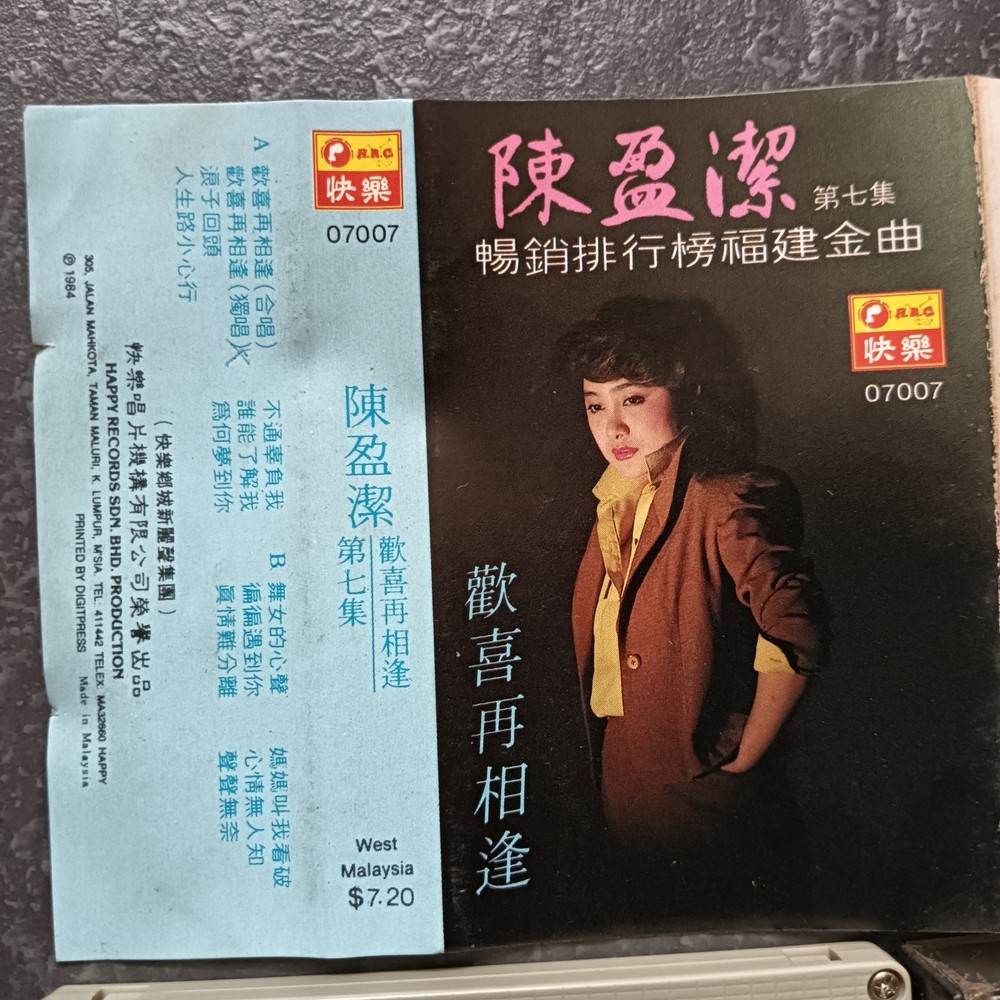 陳盈潔 第七集
暢銷排行榜福建金曲
H.R.C
快樂
07007
歡喜再相逢
H.R.C
快樂
07007
陳盈潔
歡喜再相逢
第七集
West
Malaysia
$7.20
A 歡喜再相逢(合唱)
歡喜再相逢(獨唱)
浪子回頭
人生路小心行
不通辜負我
誰能了解我
為何夢到你
B 舞女的心聲
偏偏遇到你
眞情難分離
媽媽叫我看破
心情無人知
聲聲無奈
(快樂鄉城新麗聲集團)
快樂唱片機構有限公司榮譽出品
HAPPY RECORDS SDN. BHD. PRODUCTION
305, JALAN MAHKOTA, TAMAN MALURI, K. LUMPUR, M'SIA. TEL: 411442 TELEX: MA32660 HAPPY
℗ 1984
PRINTED BY DIGITPRESS Made in Malaysia